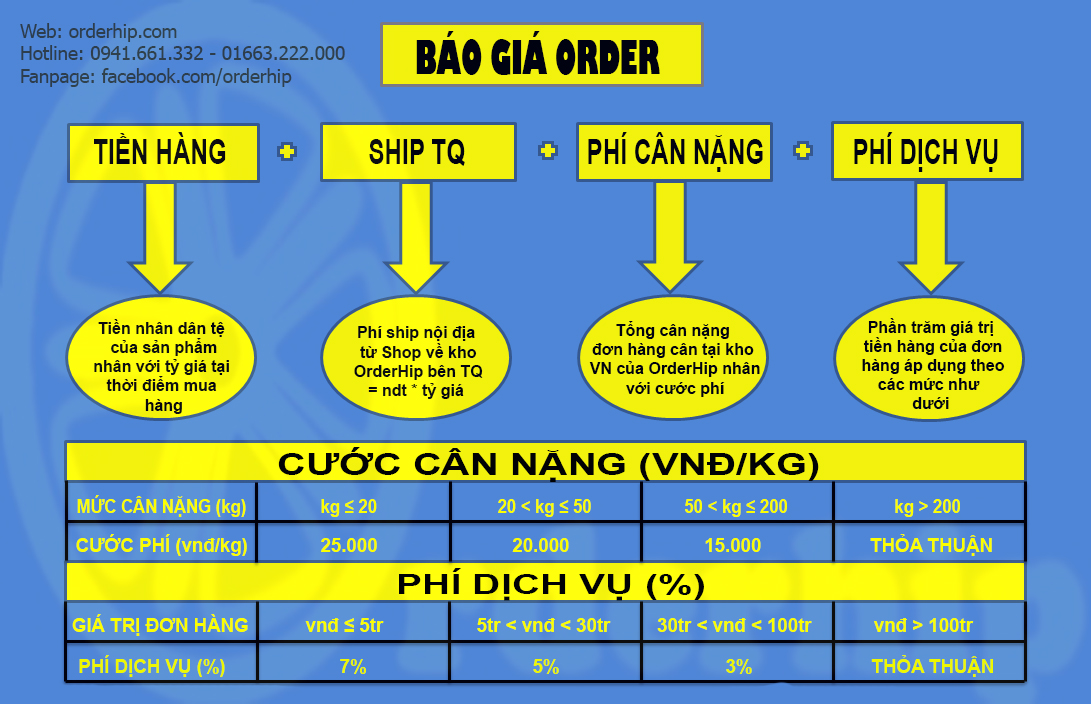 Web: orderhip.com
Hotline: 0941.661.332 - 01663.222.000
Fanpage: facebook.com/orderhip
BÁO GIÁ ORDER
TIỀN HÀNG + SHIP TQ + PHÍ CÂN NẶNG + PHÍ DỊCH VỤ
Tiền nhân dân tệ
của sản phẩm
nhân với tỷ giá tại
thời điểm mua
hàng
Phí ship nội địa
từ Shop về kho
OrderHip bên TQ
= ndt * tỷ giá
Tổng cân nặng
đơn hàng cân tại kho
VN của OrderHip nhân
với cước phí
Phần trăm giá trị
tiền hàng của đơn
hàng áp dụng theo
các mức như
dưới
CƯỚC CÂN NẶNG (VNĐ/KG)
MỨC CÂN NẶNG (kg) kg ≤ 20 20 < kg ≤ 50 50 < kg ≤ 200 kg > 200
CƯỚC PHÍ (vnđ/kg) 25.000 20.000 15.000 THỎA THUẬN
PHÍ DỊCH VỤ (%)
GIÁ TRỊ ĐƠN HÀNG vnđ ≤ 5tr 5tr < vnđ < 30tr 30tr < vnđ < 100tr vnđ > 100tr
PHÍ DỊCH VỤ (%) 7% 5% 3% THỎA THUẬN